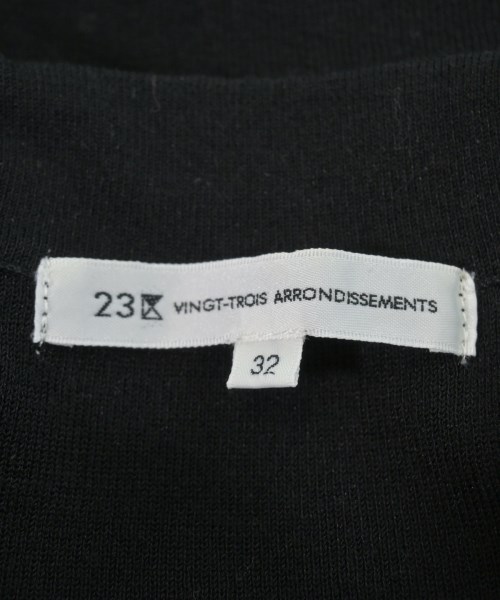 23区 VINGT-TROIS ARRONDISSEMENTS
32